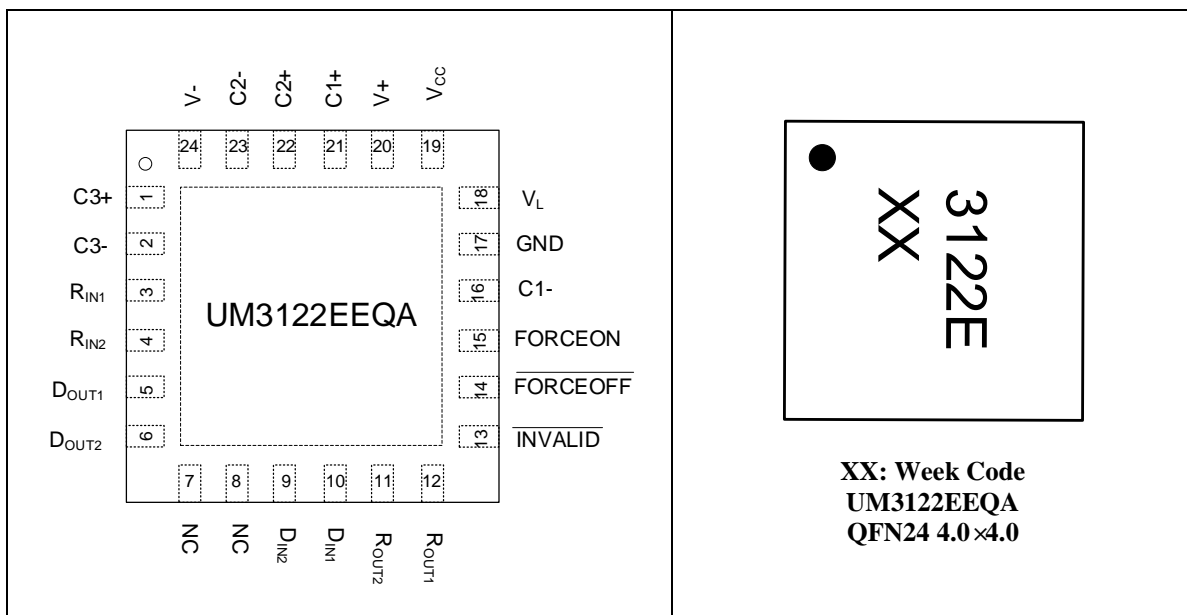 V-
C2-
C2+
C1+
V+
VCC
24
23
22
21
20
19
C3+
1
C3-
2
RIN1
3
RIN2
4
DOUT1
5
DOUT2
6
UM3122EEQA
18
VL
17
GND
16
C1-
15
FORCEON
14
FORCEOFF
13
INVALID
7
8
9
10
11
12
NC
NC
DIN2
DIN1
ROUT2
ROUT1
3122E
XX
XX: Week Code
UM3122EEQA
QFN24 4.0×4.0